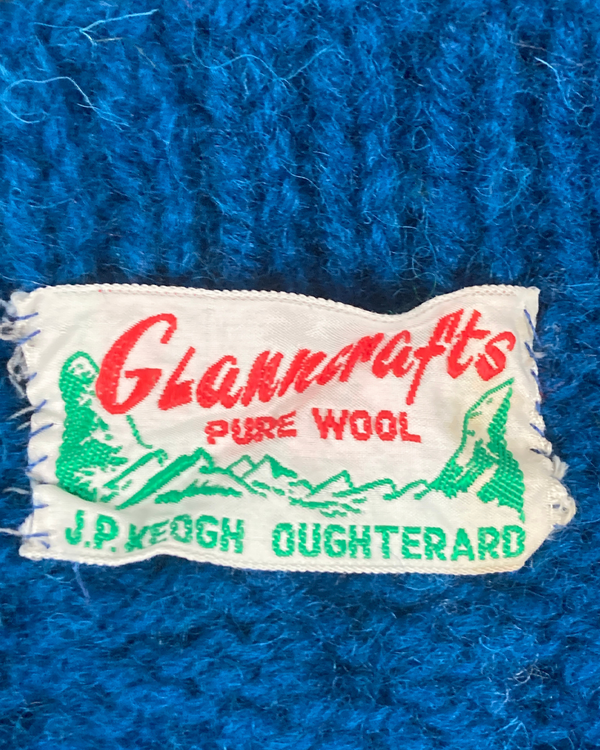 Glanncrafts
PURE WOOL
J.P. KEOGH OUGHTERARD